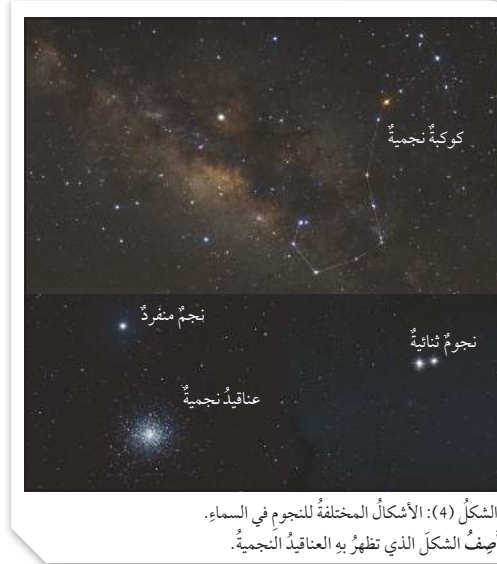 كوكبةٌ نجميةٌ
نجمٌ منفردٌ
نجومٌ ثنائيةٌ
عناقيدُ نجميةٌ
الشكلُ (4): الأشكالُ المختلفةُ للنجومِ في السماءِ.
أَصِفُ الشكلَ الذي تظهرُ بهِ العناقيدُ النجميةُ.